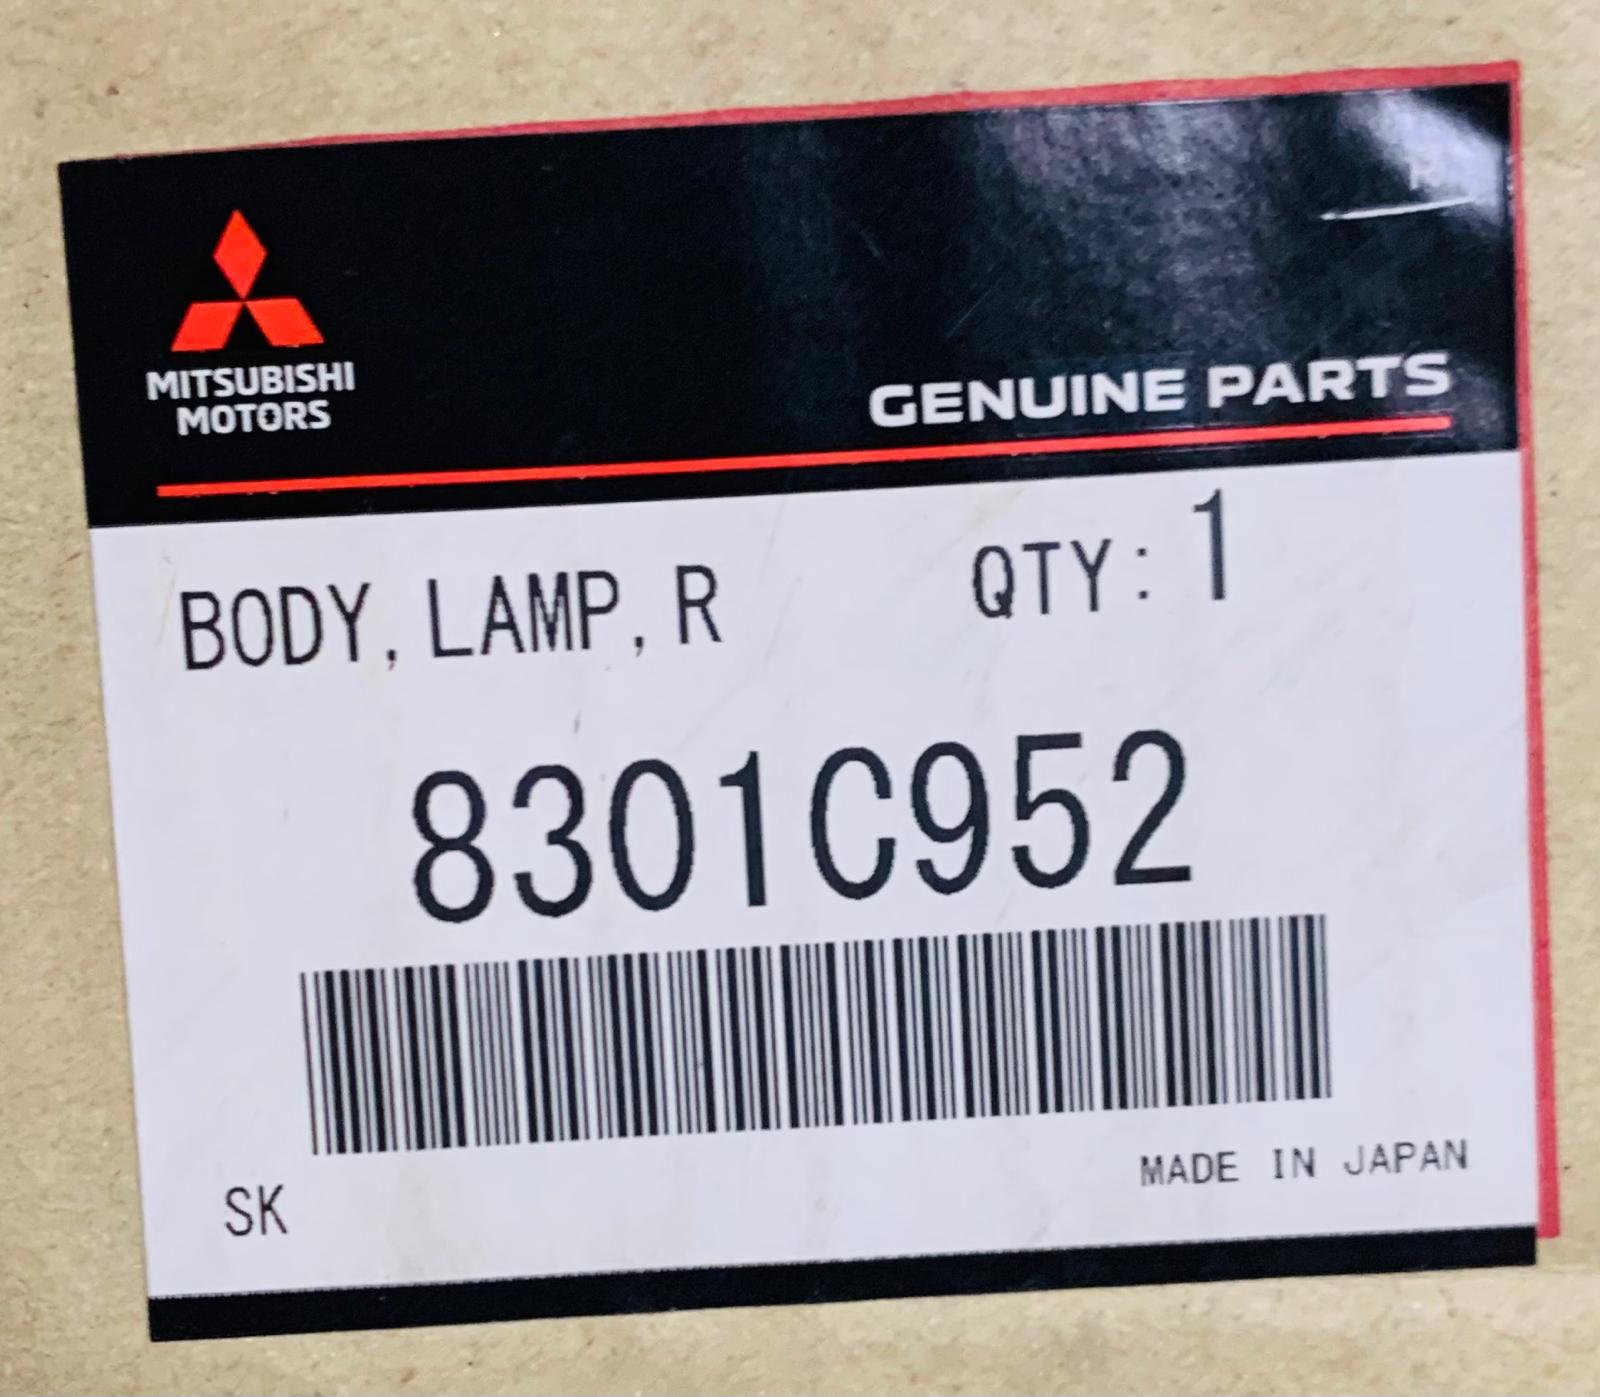 MITSUBISHI
MOTORS
GENUINE PARTS
BODY, LAMP, R
QTY: 1
8301C952
SK
MADE IN JAPAN